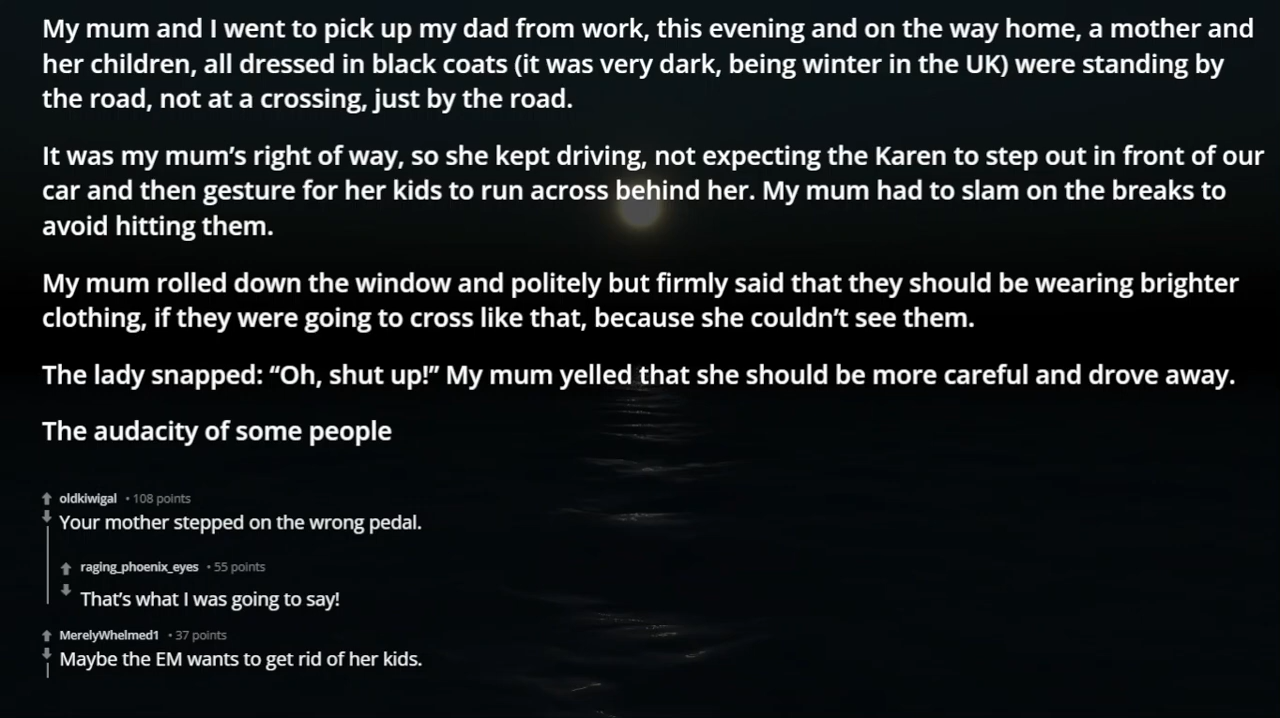 My mum and I went to pick up my dad from work, this evening and on the way home, a mother and
her children, all dressed in black coats (it was very dark, being winter in the UK) were standing by
the road, not at a crossing, just by the road.
It was my mum’s right of way, so she kept driving, not expecting the Karen to step out in front of our
car and then gesture for her kids to run across behind her. My mum had to slam on the breaks to
avoid hitting them.
My mum rolled down the window and politely but firmly said that they should be wearing brighter
clothing, if they were going to cross like that, because she couldn’t see them.
The lady snapped: “Oh, shut up!” My mum yelled that she should be more careful and drove away.
The audacity of some people
oldkiwigal • 108 points
Your mother stepped on the wrong pedal.
raging_phoenix_eyes • 55 points
That’s what I was going to say!
MerelyWhelmed1 • 37 points
Maybe the EM wants to get rid of her kids.